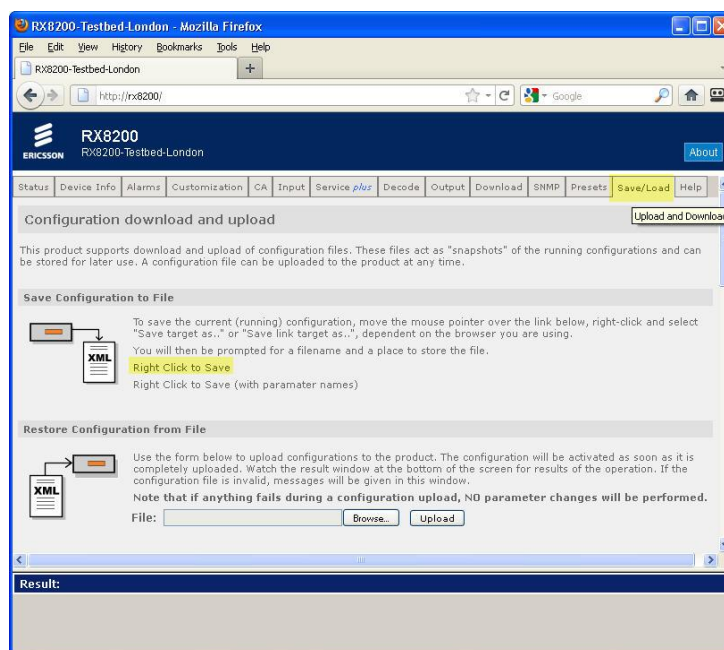 RX8200-Testbed-London - Mozilla Firefox
File Edit View History Bookmarks Tools Help
RX8200-Testbed-London +
http://rx8200/ Google
ERICSSON
RX8200
RX8200-Testbed-London
About
Status Device Info Alarms Customization CA Input Service plus Decode Output Download SNMP Presets Save/Load Help
Configuration download and upload
Upload and Download
This product supports download and upload of configuration files. These files act as "snapshots" of the running configurations and can
be stored for later use. A configuration file can be uploaded to the product at any time.
Save Configuration to File
XML
To save the current (running) configuration, move the mouse pointer over the link below, right-click and select
"Save target as.." or "Save link target as..", dependent on the browser you are using.
You will then be prompted for a filename and a place to store the file.
Right Click to Save
Right Click to Save (with paramater names)
Restore Configuration from File
XML
Use the form below to upload configurations to the product. The configuration will be activated as soon as it is
completely uploaded. Watch the result window at the bottom of the screen for results of the operation. If the
configuration file is invalid, messages will be given in this window.
Note that if anything fails during a configuration upload, NO parameter changes will be performed.
File: Browse... Upload
Result: